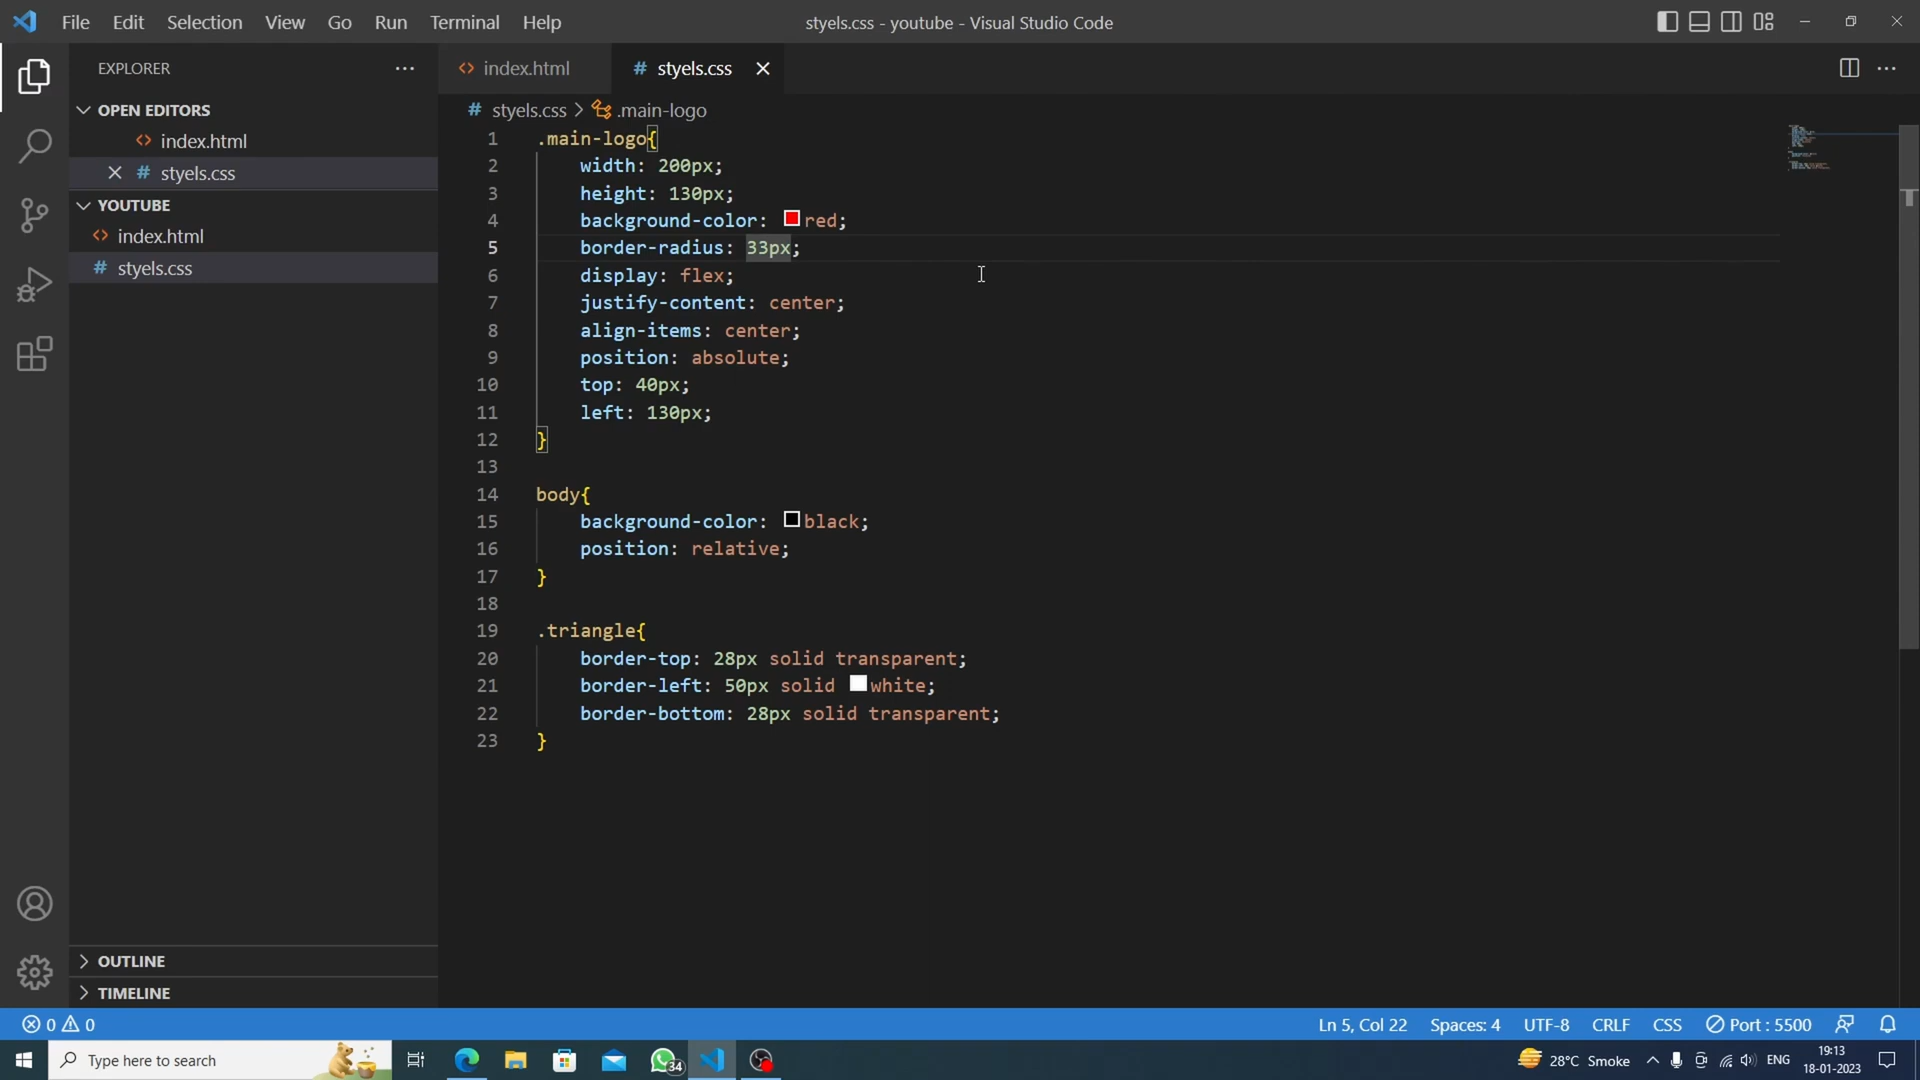 File Edit Selection View Go Run Terminal Help styels.css - youtube - Visual Studio Code
EXPLORER
OPEN EDITORS
index.html
styels.css
YOUTUBE
index.html
styels.css
OUTLINE
TIMELINE
index.html
styels.css
styels.css > .main-logo
1 .main-logo{
2 width: 200px;
3 height: 130px;
4 background-color: red;
5 border-radius: 33px;
6 display: flex;
7 justify-content: center;
8 align-items: center;
9 position: absolute;
10 top: 40px;
11 left: 130px;
12 }
13
14 body{
15 background-color: black;
16 position: relative;
17 }
18
19 .triangle{
20 border-top: 28px solid transparent;
21 border-left: 50px solid white;
22 border-bottom: 28px solid transparent;
23 }
0 0 Ln 5, Col 22 Spaces: 4 UTF-8 CRLF CSS Port : 5500
Type here to search 34 28°C Smoke ENG 19:13
18-01-2023